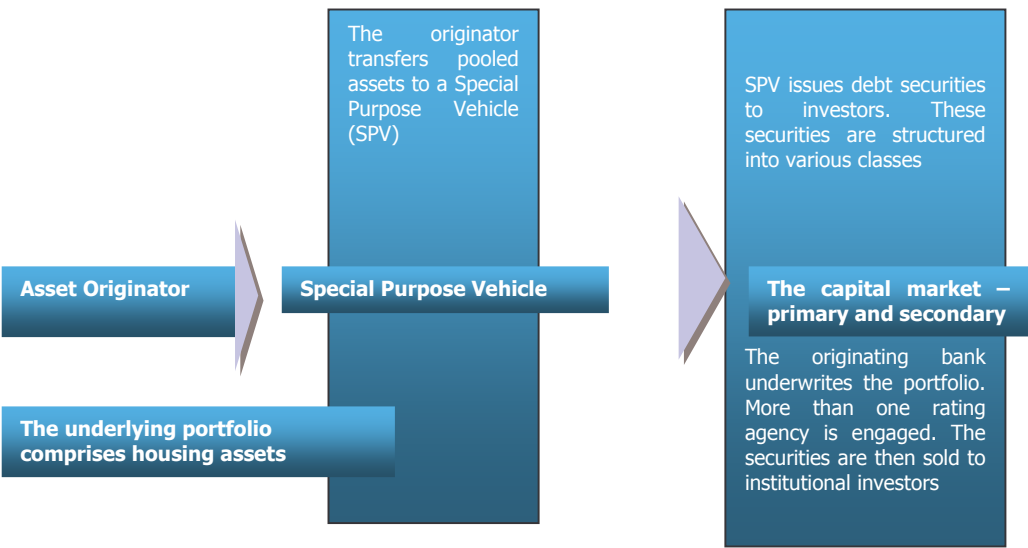 The originator
transfers pooled
assets to a Special
Purpose Vehicle
(SPV)
SPV issues debt securities
to investors. These
securities are structured
into various classes
Asset Originator
Special Purpose Vehicle
The capital market –
primary and secondary
The originating bank
underwrites the portfolio.
More than one rating
agency is engaged. The
securities are then sold to
institutional investors
The underlying portfolio
comprises housing assets